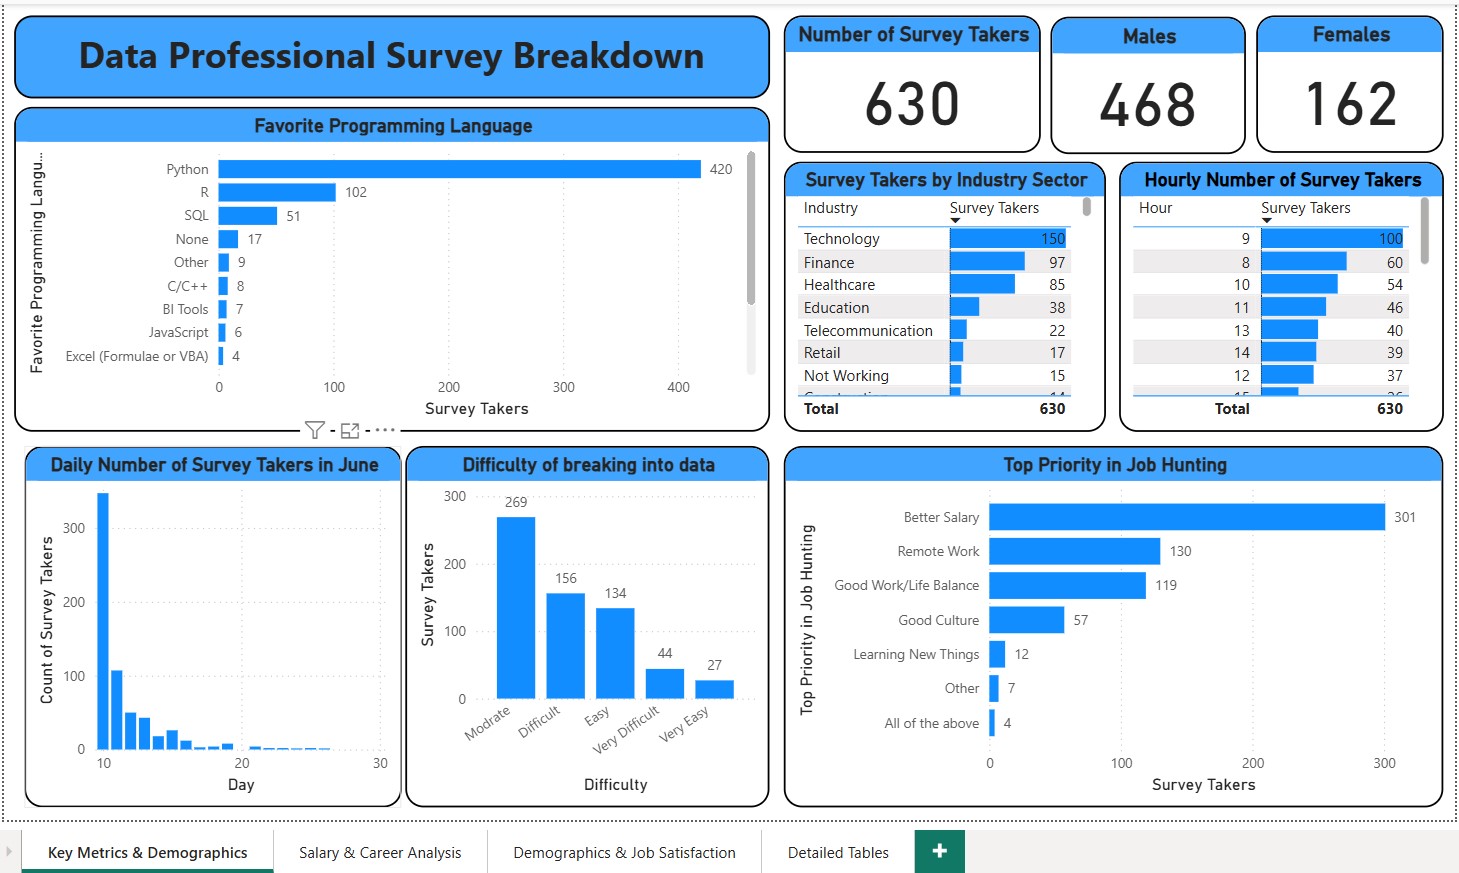 Data Professional Survey Breakdown
Number of Survey Takers
630
Males
468
Females
162
Favorite Programming Language
Favorite Programming Langu...
Python 420
R 102
SQL 51
None 17
Other 9
C/C++ 8
BI Tools 7
JavaScript 6
Excel (Formulae or VBA) 4
0 100 200 300 400
Survey Takers
Survey Takers by Industry Sector
Industry Survey Takers
Technology 150
Finance 97
Healthcare 85
Education 38
Telecommunication 22
Retail 17
Not Working 15
Total 630
Hourly Number of Survey Takers
Hour Survey Takers
9 100
8 60
10 54
11 46
13 40
14 39
12 37
Total 630
Daily Number of Survey Takers in June
Count of Survey Takers
300
200
100
0
10 20 30
Day
Difficulty of breaking into data
Survey Takers
300
200
100
0
269
156
134
44
27
Modrate
Difficult
Easy
Very Difficult
Very Easy
Difficulty
Top Priority in Job Hunting
Top Priority in Job Hunting
Better Salary 301
Remote Work 130
Good Work/Life Balance 119
Good Culture 57
Learning New Things 12
Other 7
All of the above 4
0 100 200 300
Survey Takers
Key Metrics & Demographics
Salary & Career Analysis
Demographics & Job Satisfaction
Detailed Tables
+